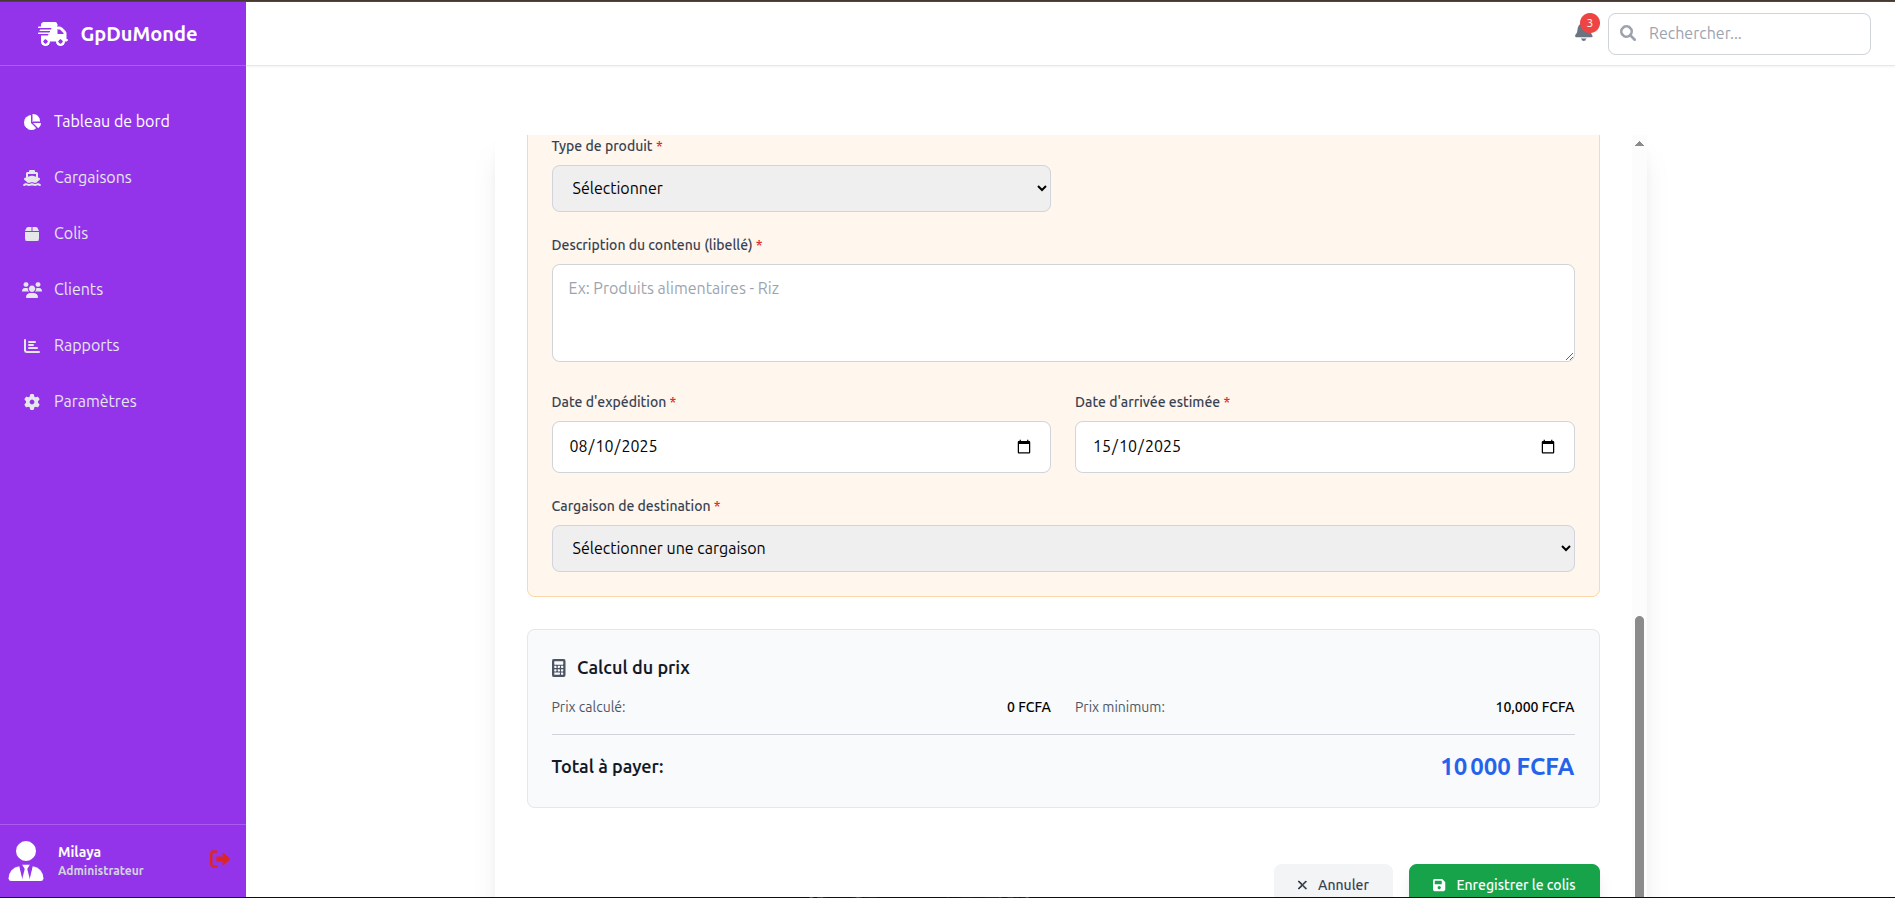 GpDuMonde
3
Rechercher...
Tableau de bord
Cargaisons
Colis
Clients
Rapports
Paramètres
Type de produit *
Sélectionner
Description du contenu (libellé) *
Ex: Produits alimentaires - Riz
Date d'expédition * Date d'arrivée estimée *
08/10/2025 15/10/2025
Cargaison de destination *
Sélectionner une cargaison
Calcul du prix
Prix calculé: 0 FCFA Prix minimum: 10,000 FCFA
Total à payer: 10 000 FCFA
Annuler Enregistrer le colis
Milaya
Administrateur